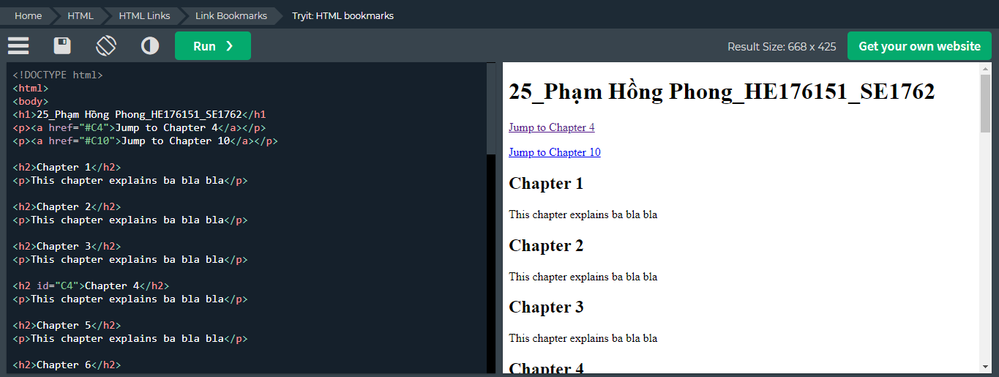 Home HTML HTML Links Link Bookmarks Tryit: HTML bookmarks
Run ❯ Result Size: 668 x 425 Get your own website
<!DOCTYPE html>
<html>
<body>
<h1>25_Phạm Hồng Phong_HE176151_SE1762</h1
<p><a href="#C4">Jump to Chapter 4</a></p>
<p><a href="#C10">Jump to Chapter 10</a></p>
<h2>Chapter 1</h2>
<p>This chapter explains ba bla bla</p>
<h2>Chapter 2</h2>
<p>This chapter explains ba bla bla</p>
<h2>Chapter 3</h2>
<p>This chapter explains ba bla bla</p>
<h2 id="C4">Chapter 4</h2>
<p>This chapter explains ba bla bla</p>
<h2>Chapter 5</h2>
<p>This chapter explains ba bla bla</p>
<h2>Chapter 6</h2>
25_Phạm Hồng Phong_HE176151_SE1762
Jump to Chapter 4
Jump to Chapter 10
Chapter 1
This chapter explains ba bla bla
Chapter 2
This chapter explains ba bla bla
Chapter 3
This chapter explains ba bla bla
Chapter 4